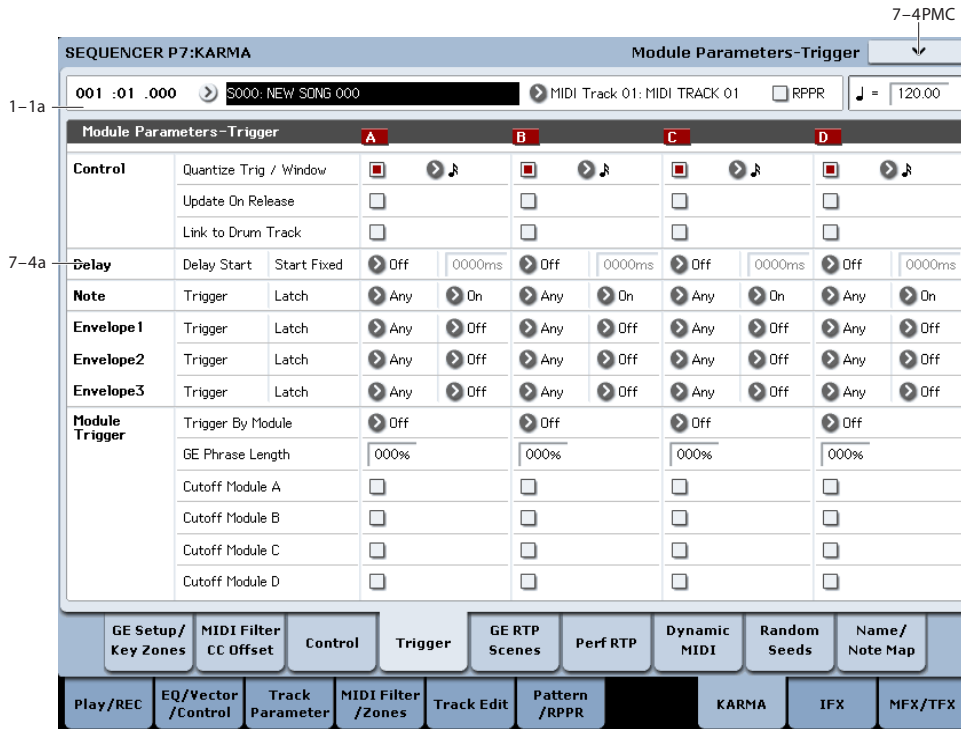 7–4PMC
SEQUENCER P7:KARMA Module Parameters-Trigger
1–1a
001 :01 .000 S000: NEW SONG 000 MIDI Track 01: MIDI TRACK 01 RPPR ♩ = 120.00
Module Parameters-Trigger A B C D
Control Quantize Trig / Window ♪ ♪ ♪ ♪
Update On Release
Link to Drum Track
7–4a
Delay Delay Start Start Fixed Off 0000ms Off 0000ms Off 0000ms Off 0000ms
Note Trigger Latch Any On Any On Any On Any On
Envelope1 Trigger Latch Any Off Any Off Any Off Any Off
Envelope2 Trigger Latch Any Off Any Off Any Off Any Off
Envelope3 Trigger Latch Any Off Any Off Any Off Any Off
Module
Trigger
Trigger By Module Off Off Off Off
GE Phrase Length 000% 000% 000% 000%
Cutoff Module A
Cutoff Module B
Cutoff Module C
Cutoff Module D
GE Setup/
Key Zones
MIDI Filter
CC Offset
Control
Trigger
GE RTP
Scenes
Perf RTP
Dynamic
MIDI
Random
Seeds
Name/
Note Map
Play/REC
EQ/Vector
/Control
Track
Parameter
MIDI Filter
/Zones
Track Edit
Pattern
/RPPR
KARMA
IFX
MFX/TFX